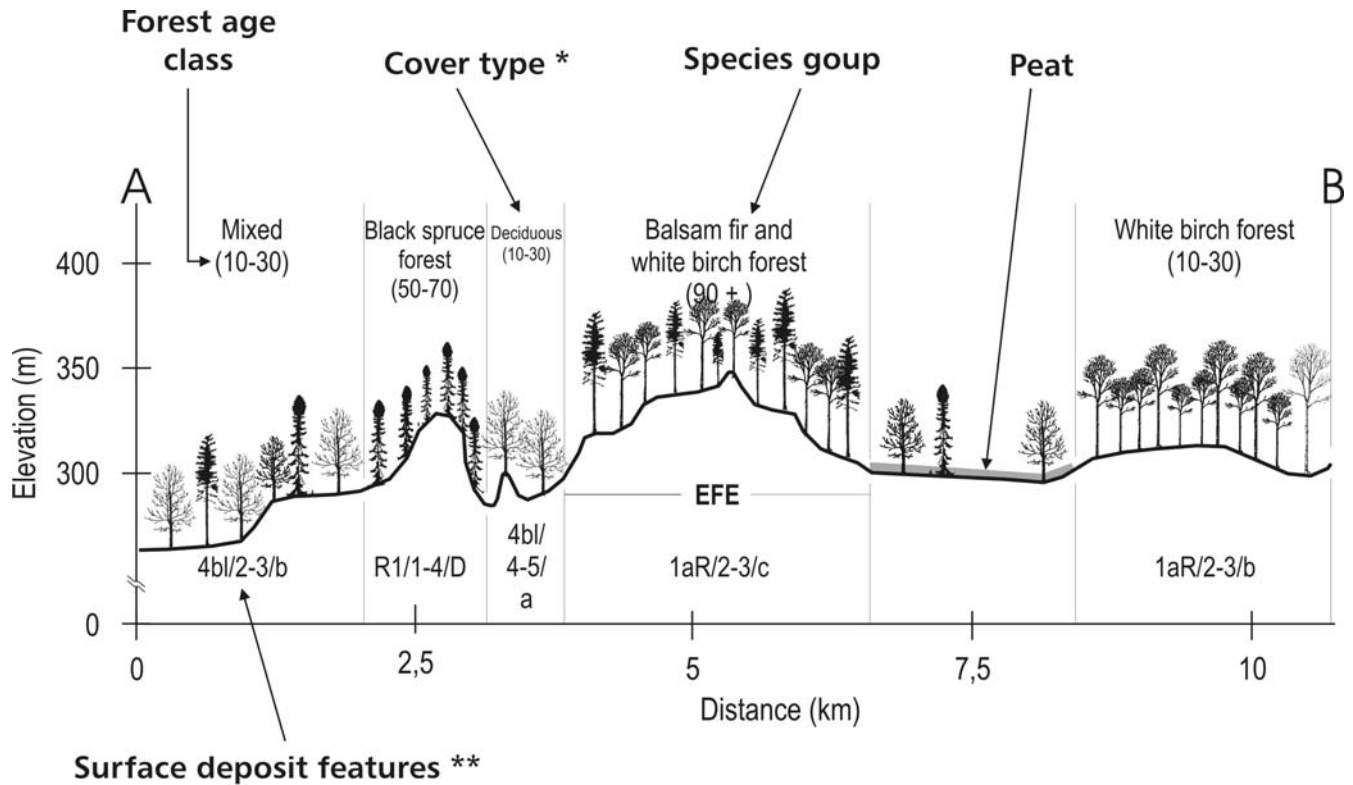 Forest age
class
Cover type *
Species goup
Peat
A
B
Mixed
(10-30)
Black spruce
forest
(50-70)
Deciduous
(10-30)
Balsam fir and
white birch forest
(90 + )
White birch forest
(10-30)
Elevation (m)
400
350
300
0
EFE
4bl/2-3/b
R1/1-4/D
4bl/
4-5/
a
1aR/2-3/c
1aR/2-3/b
0
2,5
5
7,5
10
Distance (km)
Surface deposit features **